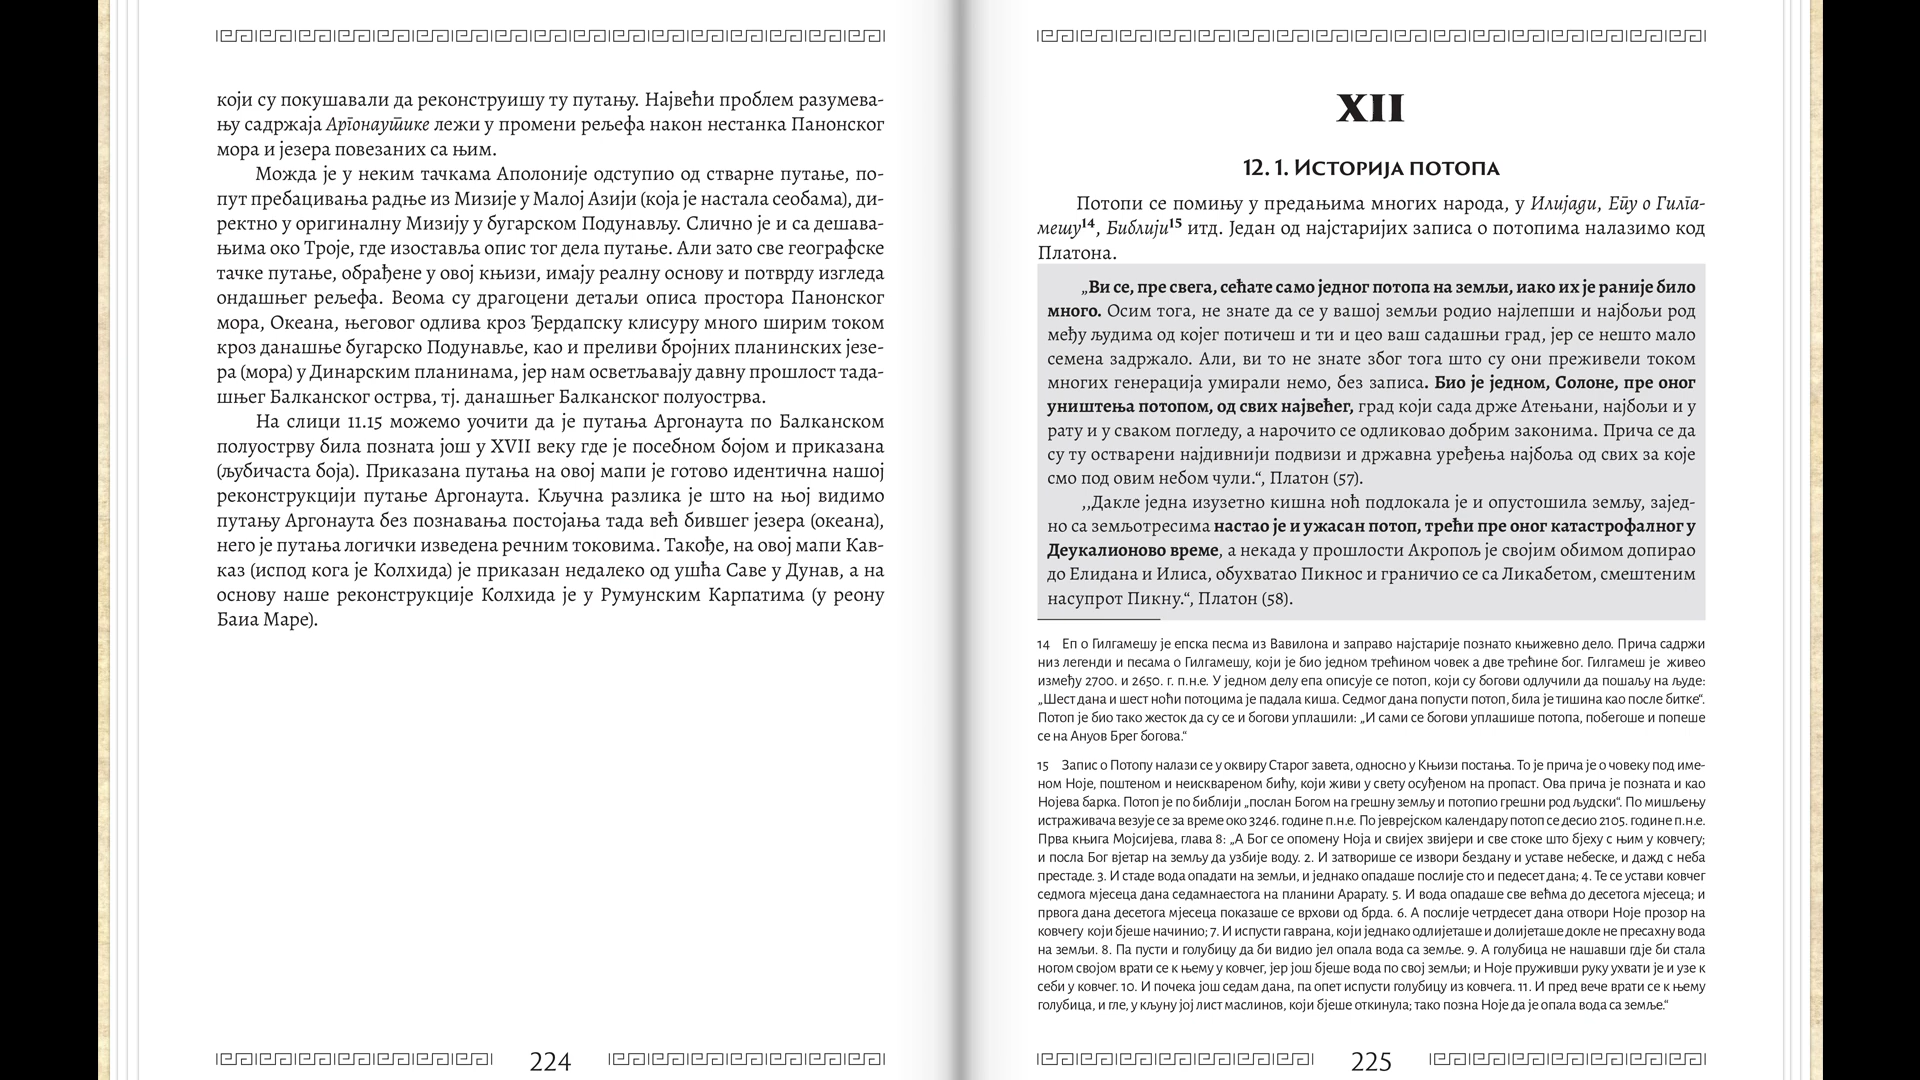 који су покушавали да реконструишу ту путању. Највећи проблем разумева-
њу садржаја Аргонаутике лежи у промени рељефа након нестанка Панонског
мора и језера повезаних са њим.
Можда је у неким тачкама Аполоније одступио од стварне путање, по-
пут пребацивања радње из Мизије у Малој Азији (која је настала сеобама), ди-
ректно у оригиналну Мизију у бугарском Подунављу. Слично је и са дешава-
њима око Троје, где изоставља опис тог дела путање. Али зато све географске
тачке путање, обрађене у овој књизи, имају реалну основу и потврду изгледа
ондашњег рељефа. Веома су драгоцени детаљи описа простора Панонског
мора, Океана, његовог одлива кроз Ђердапску клисуру много ширим током
кроз данашње бугарско Подунавље, као и преливи бројних планинских језе-
ра (мора) у Динарским планинама, јер нам осветљавају давну прошлост тада-
шњег Балканског острва, тј. данашњег Балканског полуострва.
На слици 11.15 можемо уочити да је путања Аргонаута по Балканском
полуострву била позната још у XVII веку где је посебном бојом и приказана
(љубичаста боја). Приказана путања на овој мапи је готово идентична нашој
реконструкцији путање Аргонаута. Кључна разлика је што на њој видимо
путању Аргонаута без познавања постојања тада већ бившег језера (океана),
него је путања логички изведена речним токовима. Такође, на овој мапи Кав-
каз (испод кога је Колхида) је приказан недалеко од ушћа Саве у Дунав, а на
основу наше реконструкције Колхида је у Румунским Карпатима (у реону
Баиа Маре).
224
XII
12. 1. ИСТОРИЈА ПОТОПА
Потопи се помињу у предањима многих народа, у Илијади, Епу о Гилга-
мешу14, Библији15 итд. Један од најстаријих записа о потопима налазимо код
Платона.
„Ви се, пре свега, сећате само једног потопа на земљи, иако их је раније било
много. Осим тога, не знате да се у вашој земљи родио најлепши и најбољи род
међу људима од којег потичеш и ти и цео ваш садашњи град, јер се нешто мало
семена задржало. Али, ви то не знате због тога што су они преживели током
многих генерација умирали немо, без записа. Био је једном, Солоне, пре оног
уништења потопом, од свих највећег, град који сада држе Атењани, најбољи и у
рату и у сваком погледу, а нарочито се одликовао добрим законима. Прича се да
су ту остварени најдивнији подвизи и државна уређења најбоља од свих за које
смо под овим небом чули.“, Платон (57).
,,Дакле једна изузетно кишна ноћ подлокала је и опустошила земљу, зајед-
но са земљотресима настао је и ужасан потоп, трећи пре оног катастрофалног у
Деукалионово време, а некада у прошлости Акропољ је својим обимом допирао
до Елидана и Илиса, обухватао Пикнос и граничио се са Ликабетом, смештеним
насупрот Пикну.“, Платон (58).
14 Еп о Гилгамешу је епска песма из Вавилона и заправо најстарије познато књижевно дело. Прича садржи
низ легенди и песама о Гилгамешу, који је био једном трећином човек а две трећине бог. Гилгамеш је живео
између 2700. и 2650. г. п.н.е. У једном делу епа описује се потоп, који су богови одлучили да пошаљу на људе:
„Шест дана и шест ноћи потоцима је падала киша. Седмог дана попусти потоп, била је тишина као после битке“.
Потоп је био тако жесток да су се и богови уплашили: „И сами се богови уплашише потопа, побегоше и попеше
се на Ануов Брег богова.“
15 Запис о Потопу налази се у оквиру Старог завета, односно у Књизи постања. То је прича је о човеку под име-
ном Ноје, поштеном и неисквареном бићу, који живи у свету осуђеном на пропаст. Ова прича је позната и као
Нојева барка. Потоп је по библији „послан Богом на грешну земљу и потопио грешни род људски“. По мишљењу
истраживача везује се за време око 3246. године п.н.е. По јеврејском календару потоп се десио 2105. године п.н.е.
Прва књига Мојсијева, глава 8: „А Бог се опомену Ноја и свијех звијери и све стоке што бјеху с њим у ковчегу;
и посла Бог вјетар на земљу да узбије воду. 2. И затворише се извори бездану и уставе небеске, и дажд с неба
престаде. 3. И стаде вода опадати на земљи, и једнако опадаше послије сто и педесет дана; 4. Те се устави ковчег
седмога мјесеца дана седамнаестога на планини Арарату. 5. И вода опадаше све већма до десетога мјесеца; и
првога дана десетога мјесеца показаше се врхови од брда. 6. А послије четрдесет дана отвори Ноје прозор на
ковчегу који бјеше начинио; 7. И испусти гаврана, који једнако одлијеташе и долијеташе докле не пресахну вода
на земљи. 8. Па пусти и голубицу да би видио јел опала вода са земље. 9. А голубица не нашавши гдје би стала
ногом својом врати се к њему у ковчег, јер још бјеше вода по свој земљи; и Ноје пруживши руку ухвати је и узе к
себи у ковчег. 10. И почека још седам дана, па опет испусти голубицу из ковчега. 11. И пред вече врати се к њему
голубица, и гле, у кљуну јој лист маслинов, који бјеше откинула; тако позна Ноје да је опала вода са земље.“
225